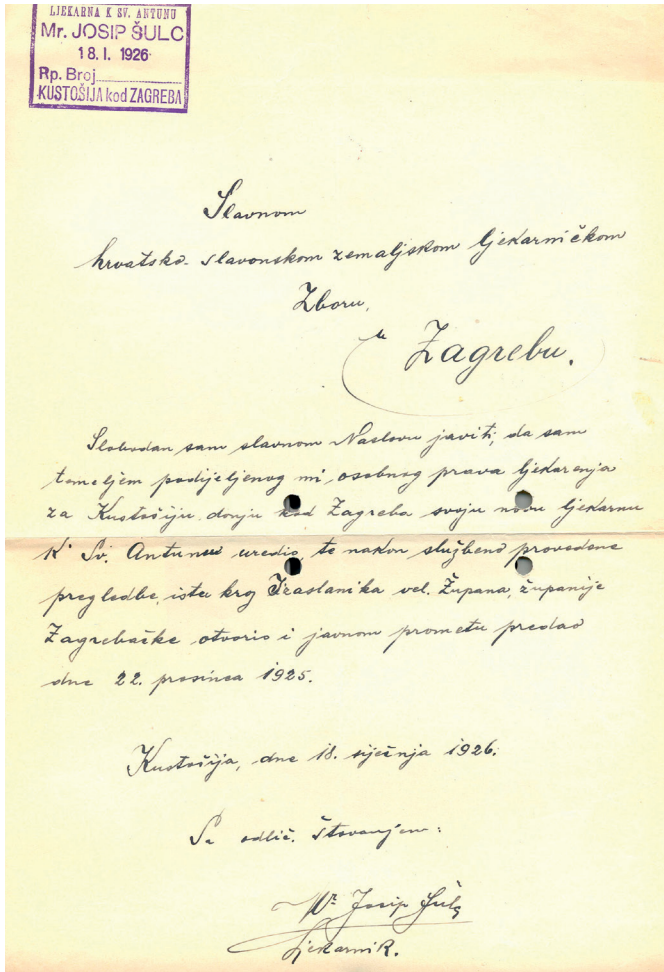 LJEKARNA K SV. ANTUNU
Mr. JOSIP ŠULC
18. I. 1926
Rp. Broj
KUSTOŠIJA kod ZAGREBA
Slavnom
hrvatsko-slavonskom zemaljskom ljekarničkom
Zboru,
u Zagrebu.
Slobodan sam slavnom Naslovu javiti, da sam
temeljem podijeljenog mi, osobnog prava ljekarenja
za Kustošiju donju kod Zagreba svoju novu ljekarnu
K Sv. Antunu uredio, te nakon službeno provedene
pregledbe, istu kroz Izaslanika vel. Župana, županije
Zagrebačke otvorio i javnom prometu predao
dne 22. prosinca 1925.
Kustošija, dne 18. siječnja 1926.
Sa odlič. štovanjem:
Mr Josip Šulc
Ljekarnik.